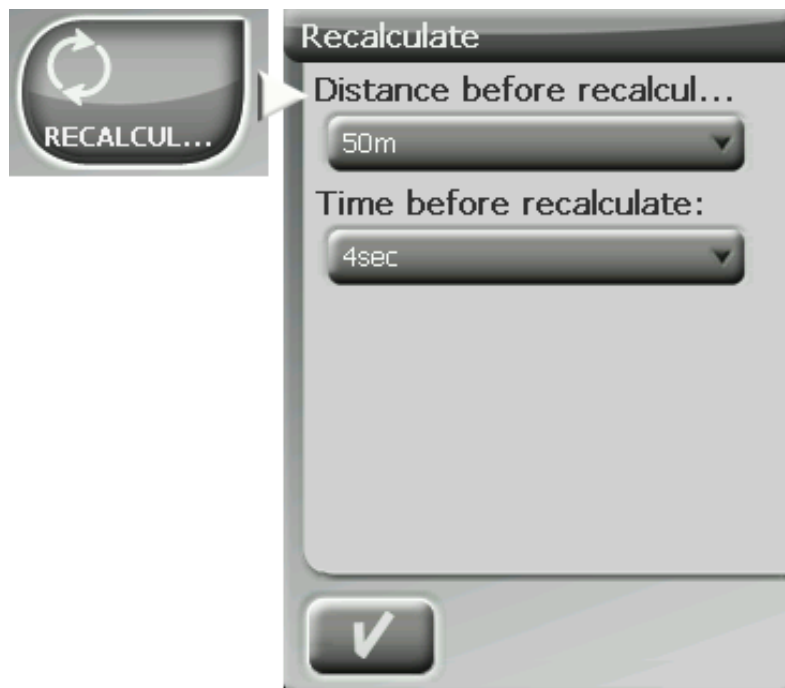 RECALCUL...
Recalculate
Distance before recalcul...
50m
Time before recalculate:
4sec